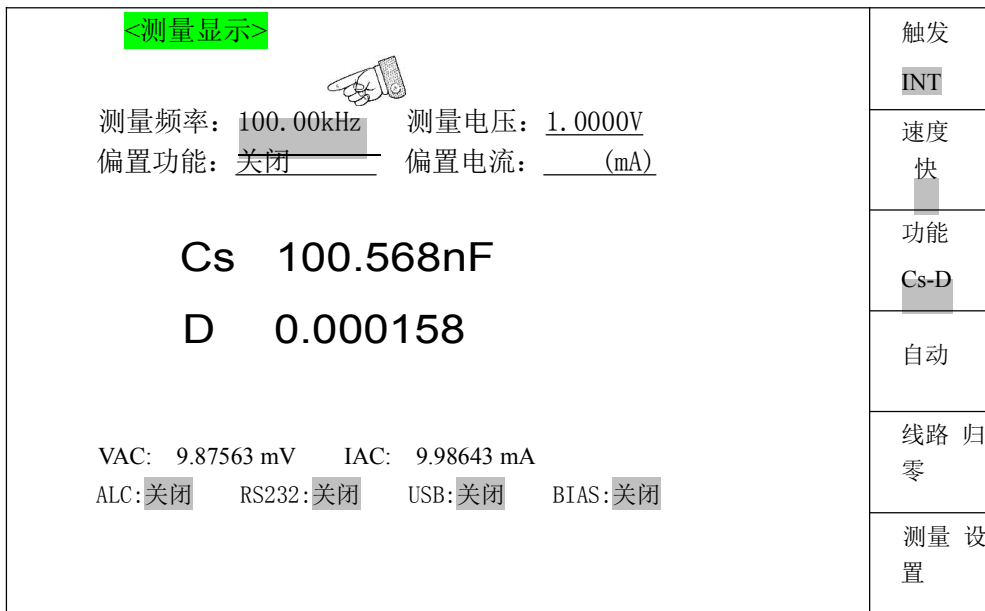 <测量显示>
测量频率：100.00kHz 测量电压：1.0000V
偏置功能：关闭 偏置电流： (mA)
Cs 100.568nF
D 0.000158
VAC: 9.87563 mV IAC: 9.98643 mA
ALC:关闭 RS232:关闭 USB:关闭 BIAS:关闭
触发
INT
速度
快
功能
Cs-D
自动
线路 归
零
测量 设
置